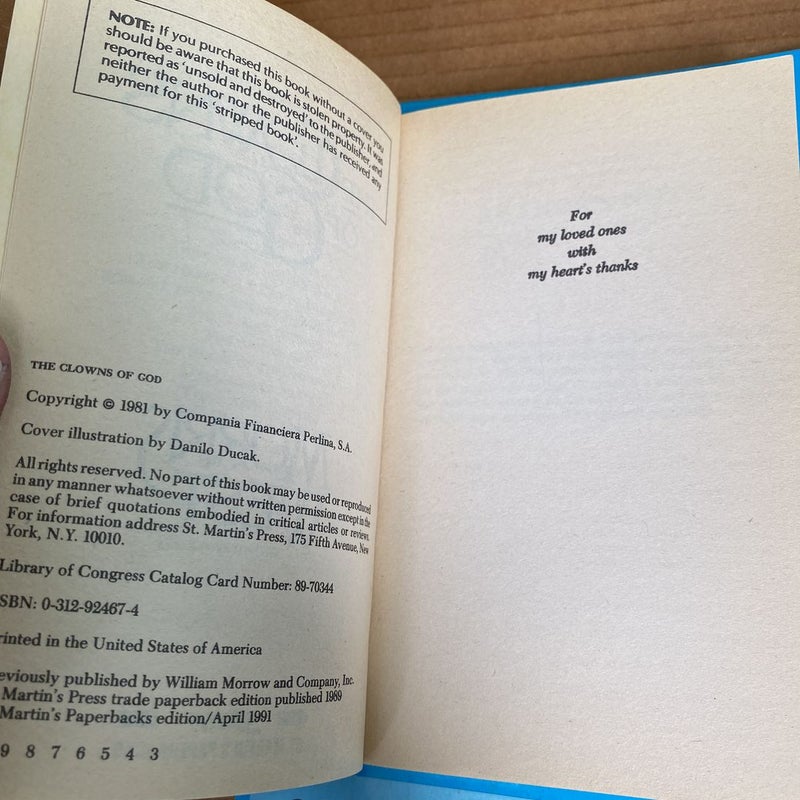 NOTE: If you purchased this book without a cover you
should be aware that this book is stolen property. It was
reported as 'unsold and destroyed' to the publisher, and
neither the author nor the publisher has received any
payment for this 'stripped book'.
THE CLOWNS OF GOD
Copyright © 1981 by Compania Financiera Perlina, S.A.
Cover illustration by Danilo Ducak.
All rights reserved. No part of this book may be used or reproduced
in any manner whatsoever without written permission except in the
case of brief quotations embodied in critical articles or reviews.
For information address St. Martin's Press, 175 Fifth Avenue, New
York, N.Y. 10010.
Library of Congress Catalog Card Number: 89-70344
SBN: 0-312-92467-4
rinted in the United States of America
eviously published by William Morrow and Company, Inc.
Martin's Press trade paperback edition published 1989
Martin's Paperbacks edition/April 1991
9 8 7 6 5 4 3
For
my loved ones
with
my heart's thanks